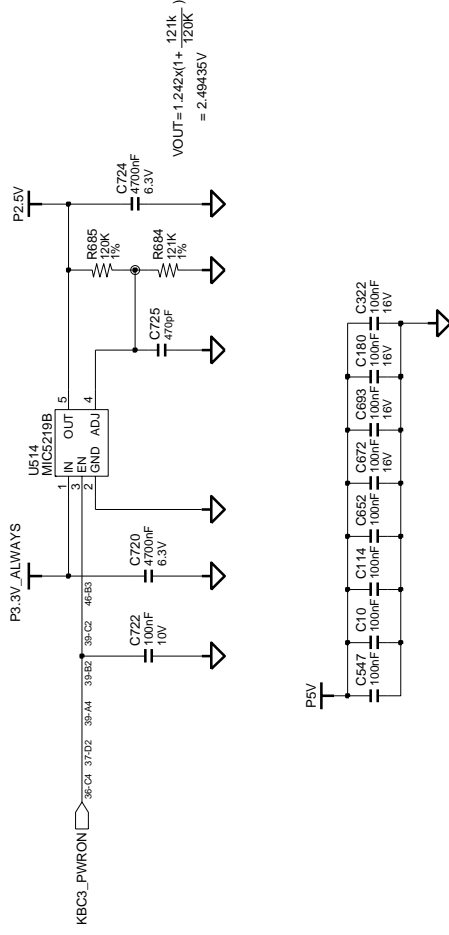 P3.3V_ALWAYS
P2.5V
U514
MIC5219B
1 IN OUT 5
3 EN
2 GND ADJ 4
KBC3_PWRON
36-C4 37-D2 39-A4 39-B2 39-C2 46-B3
C722
100nF
10V
C720
4700nF
6.3V
C725
470pF
R685
120K
1%
R684
121K
1%
C724
4700nF
6.3V
VOUT=1.242x(1+ 121k
120K )
= 2.49435V
P5V
C547
100nF
C10
100nF
C114
100nF
C652
100nF
C672
100nF
16V
C693
100nF
16V
C180
100nF
16V
C322
100nF
16V